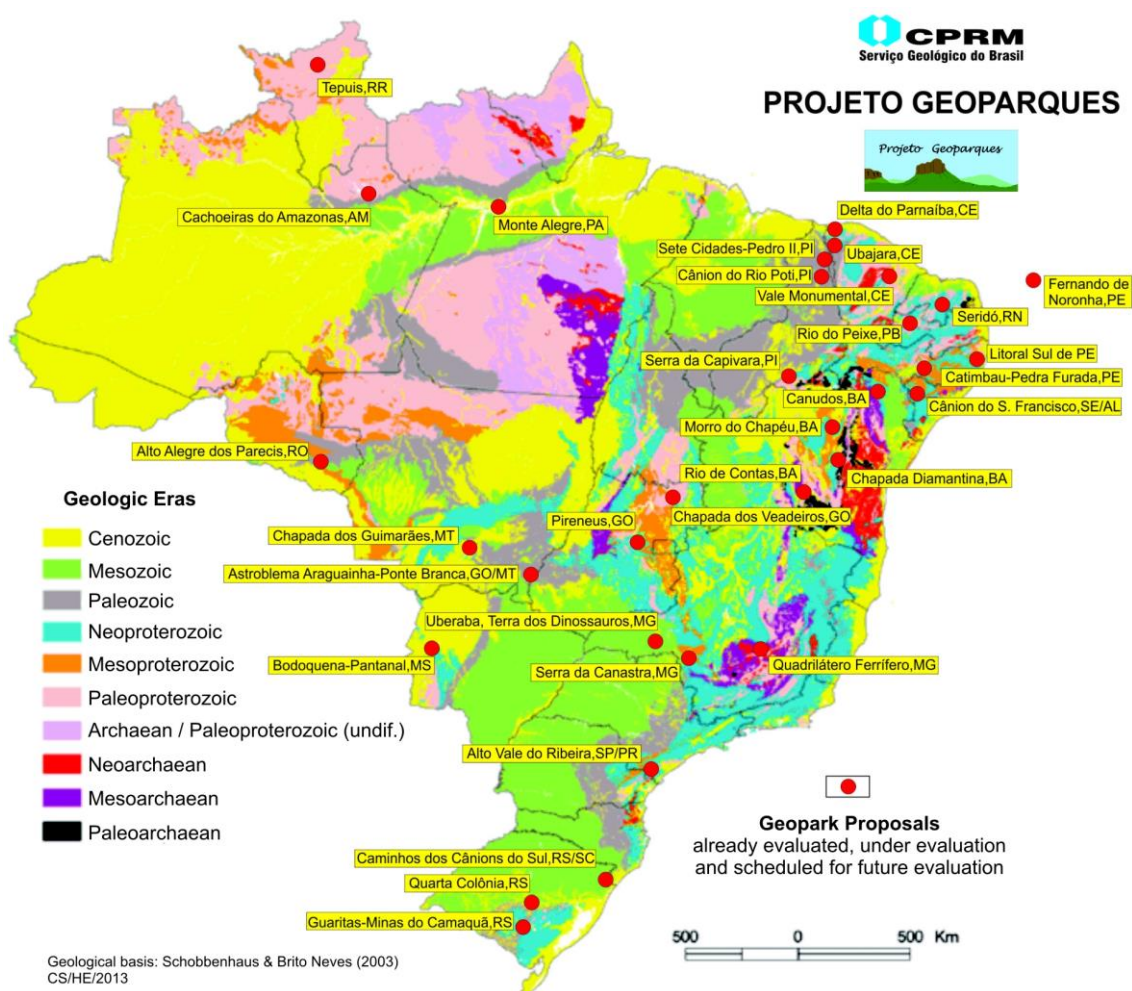 CPRM
Serviço Geológico do Brasil
PROJETO GEOPARQUES
Projeto Geoparques
Tepuis,RR
Cachoeiras do Amazonas,AM
Monte Alegre,PA
Delta do Parnaíba,CE
Sete Cidades-Pedro II,PI
Ubajara,CE
Cânion do Rio Poti,PI
Vale Monumental,CE
Fernando de
Noronha,PE
Seridó,RN
Rio do Peixe,PB
Serra da Capivara,PI
Litoral Sul de PE
Catimbau-Pedra Furada,PE
Canudos,BA
Cânion do S. Francisco,SE/AL
Morro do Chapéu,BA
Alto Alegre dos Parecis,RO
Rio de Contas,BA
Chapada Diamantina,BA
Pireneus,GO
Chapada dos Veadeiros,GO
Chapada dos Guimarães,MT
Astroblema Araguainha-Ponte Branca,GO/MT
Uberaba, Terra dos Dinossauros,MG
Bodoquena-Pantanal,MS
Serra da Canastra,MG
Quadrilátero Ferrífero,MG
Alto Vale do Ribeira,SP/PR
Caminhos dos Cânions do Sul,RS/SC
Quarta Colônia,RS
Guaritas-Minas do Camaquã,RS
Geologic Eras
Cenozoic
Mesozoic
Paleozoic
Neoproterozoic
Mesoproterozoic
Paleoproterozoic
Archaean / Paleoproterozoic (undif.)
Neoarchaean
Mesoarchaean
Paleoarchaean
Geopark Proposals
already evaluated, under evaluation
and scheduled for future evaluation
500 0 500 Km
Geological basis: Schobbenhaus & Brito Neves (2003)
CS/HE/2013